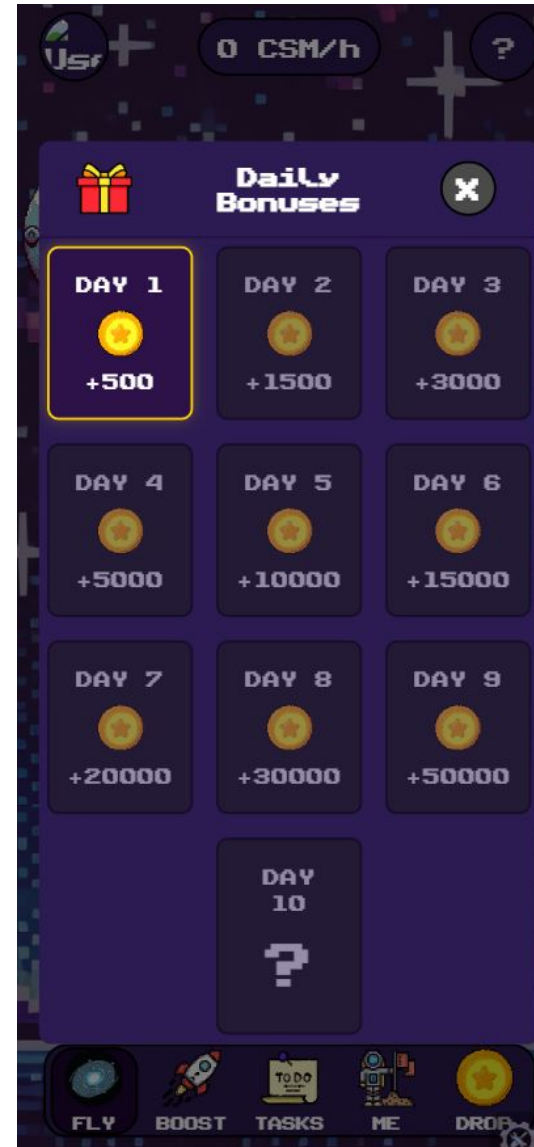 Usr
0 CSM/h
?
Daily
Bonuses
x
DAY 1
+500
DAY 2
+1500
DAY 3
+3000
DAY 4
+5000
DAY 5
+10000
DAY 6
+15000
DAY 7
+20000
DAY 8
+30000
DAY 9
+50000
DAY
10
?
TO DO
FLY
BOOST
TASKS
ME
DROP